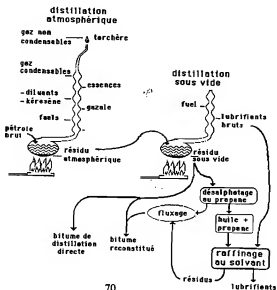 distillation
atmosphérique
gaz non
condensables
torchère
gaz
condensables
essences
-diluants
-kérosène
gazole
fuels
pétrole
brut
résidu
atmosphérique
distillation
sous vide
fuel
lubrifiants
bruts
résidu
sous vide
désalphatage
au propane
fluxage
huile +
propane
bitume de
distillation
directe
bitume
reconstitué
raffinage
au solvant
résidus
lubrifiants
70